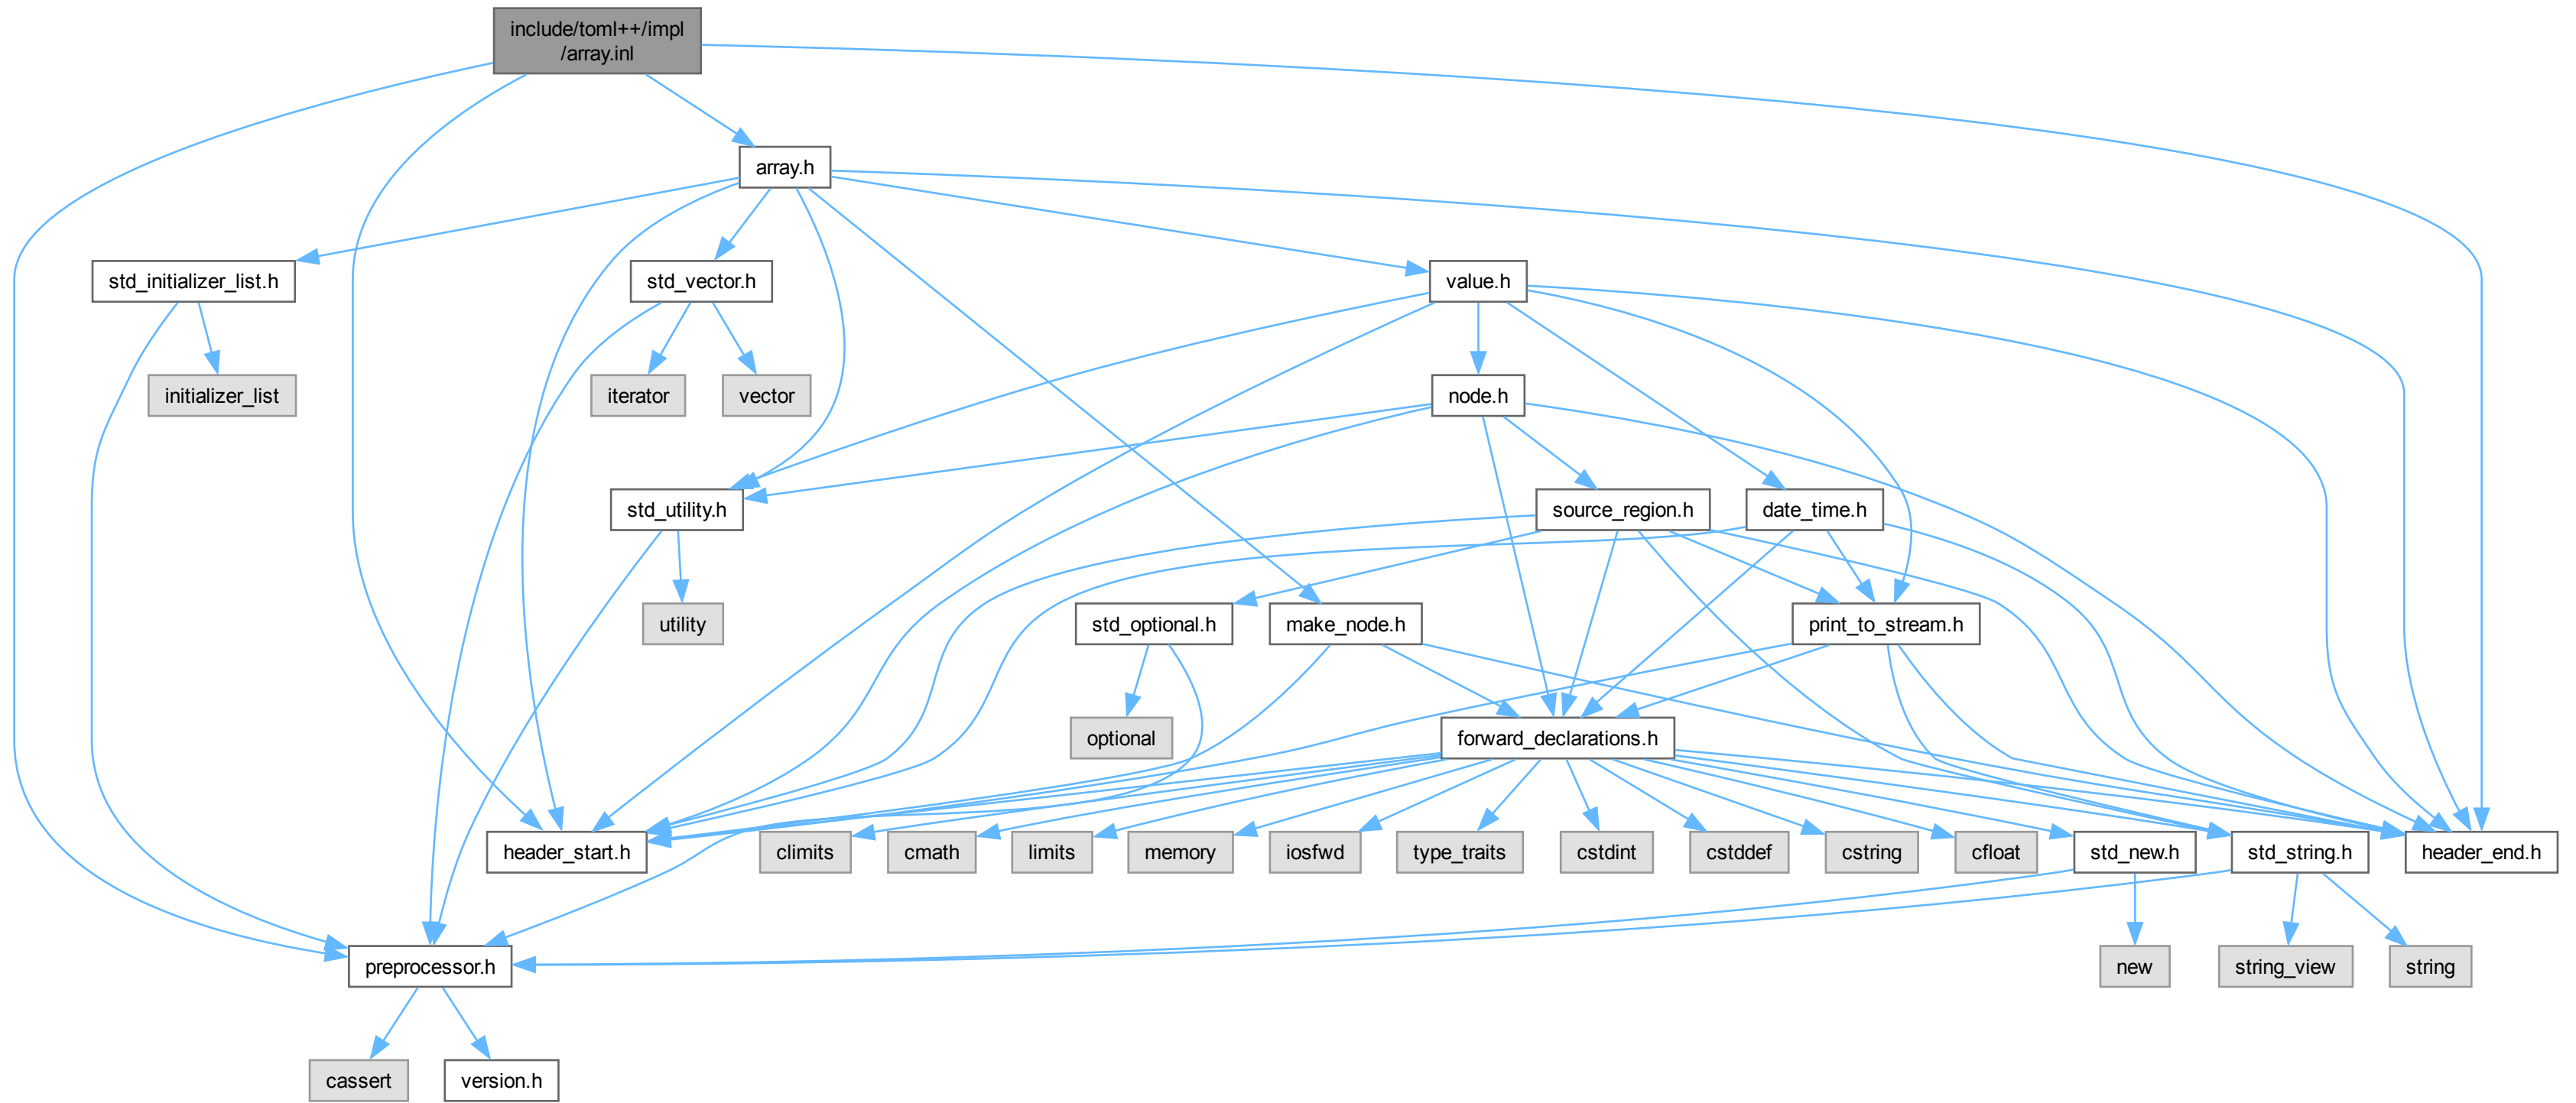 include/toml++/impl
/array.inl
array.h
std_initializer_list.h
std_vector.h
value.h
initializer_list
iterator
vector
node.h
std_utility.h
source_region.h
date_time.h
utility
std_optional.h
make_node.h
print_to_stream.h
optional
forward_declarations.h
header_start.h
climits
cmath
limits
memory
iosfwd
type_traits
cstdint
cstddef
cstring
cfloat
std_new.h
std_string.h
header_end.h
preprocessor.h
new
string_view
string
cassert
version.h